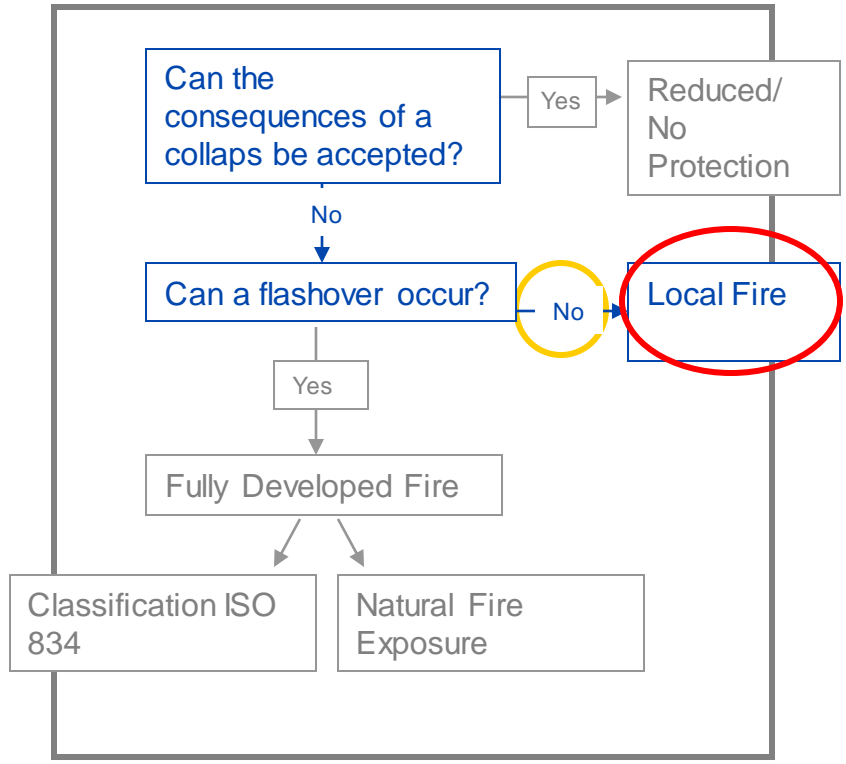 Can the
consequences of a
collaps be accepted?
Yes
Reduced/
No
Protection
No
Can a flashover occur?
No
Local Fire
Yes
Fully Developed Fire
Classification ISO
834
Natural Fire
Exposure